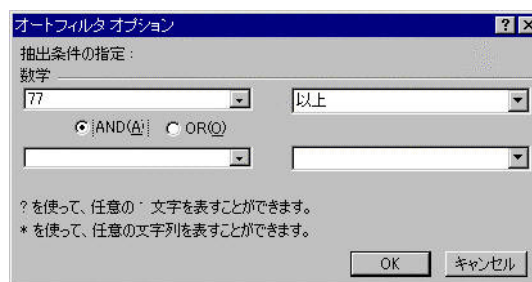 オートフィルタ オプション
抽出条件の指定:
数学
77 以上
AND(A) OR(O)
? を使って、任意の 1 文字を表すことができます。
* を使って、任意の文字列を表すことができます。
OK キャンセル